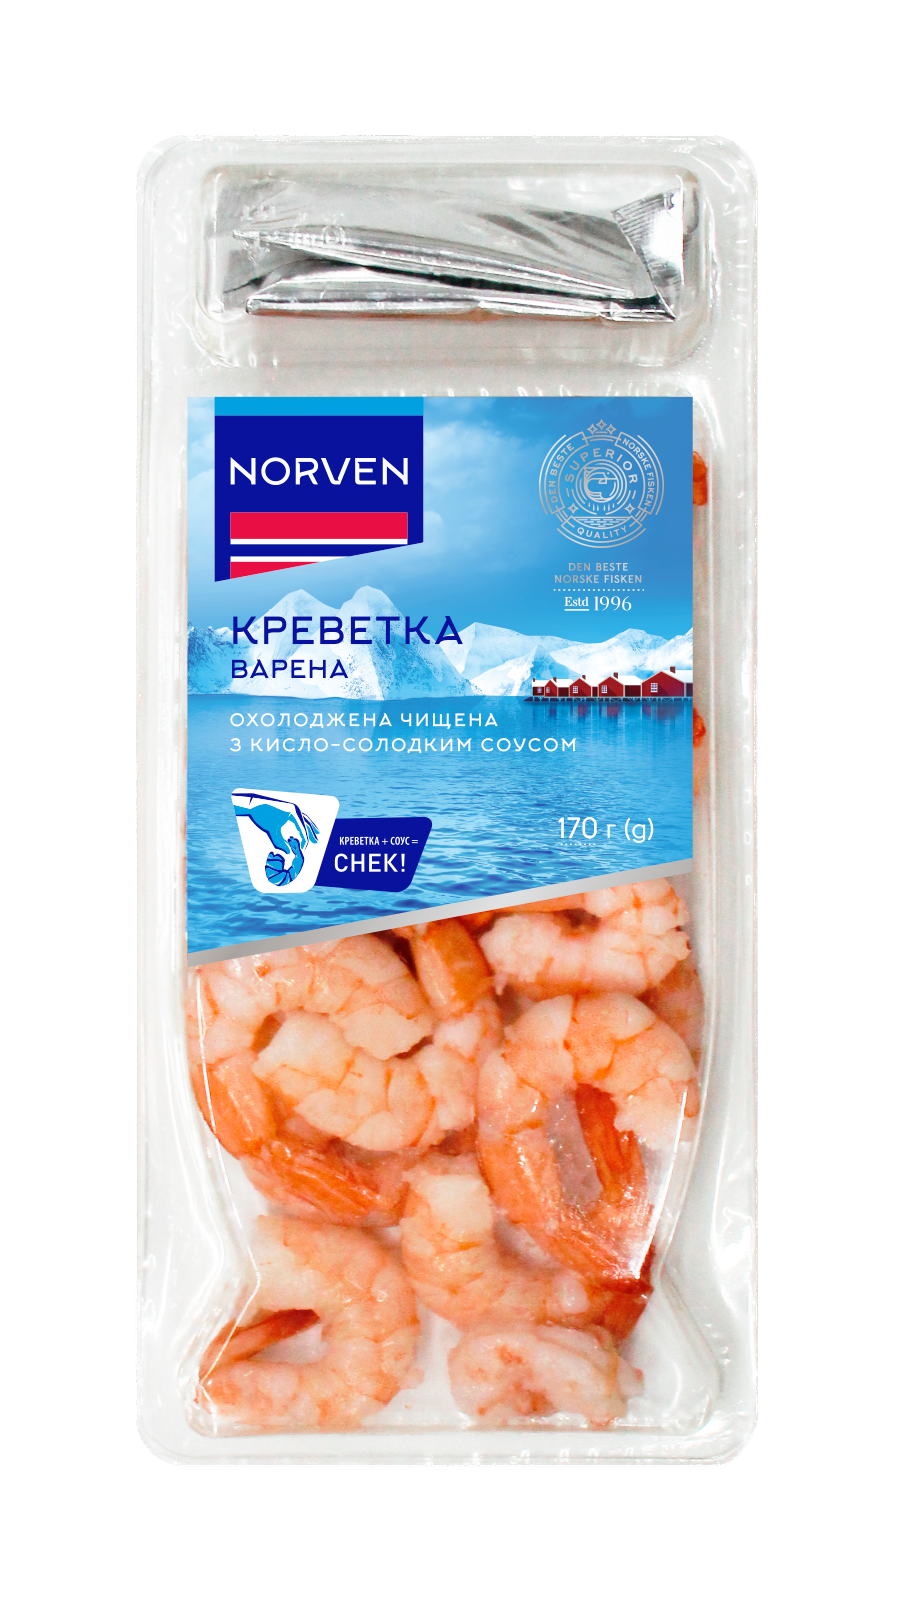 NORVEN
SUPERIOR
DEN BESTE
NORSKE FISKEN
QUALITY
DEN BESTE
NORSKE FISKEN
Estd 1996
КРЕВЕТКА
ВАРЕНА
ОХОЛОДЖЕНА ЧИЩЕНА
З КИСЛО-СОЛОДКИМ СОУСОМ
170 г (g)
КРЕВЕТКА + СОУС =
СНЕК!